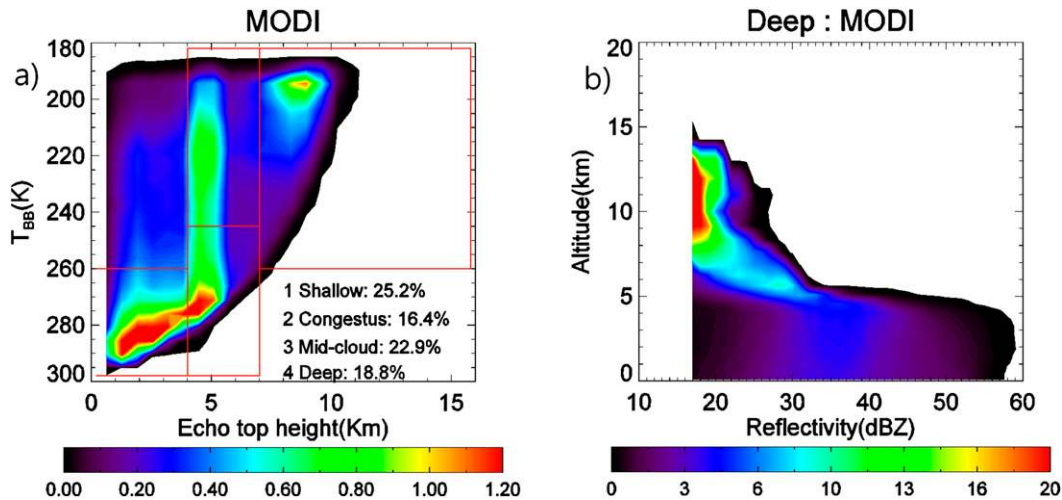 MODI
a)
180
200
220
240
260
280
300
T_BB(K)
1 Shallow: 25.2%
2 Congestus: 16.4%
3 Mid-cloud: 22.9%
4 Deep: 18.8%
0 5 10 15
Echo top height(Km)
0.00 0.20 0.40 0.60 0.80 1.00 1.20
Deep : MODI
b)
20
15
10
5
0
Altitude(km)
10 20 30 40 50 60
Reflectivity(dBZ)
0 3 6 10 13 16 20